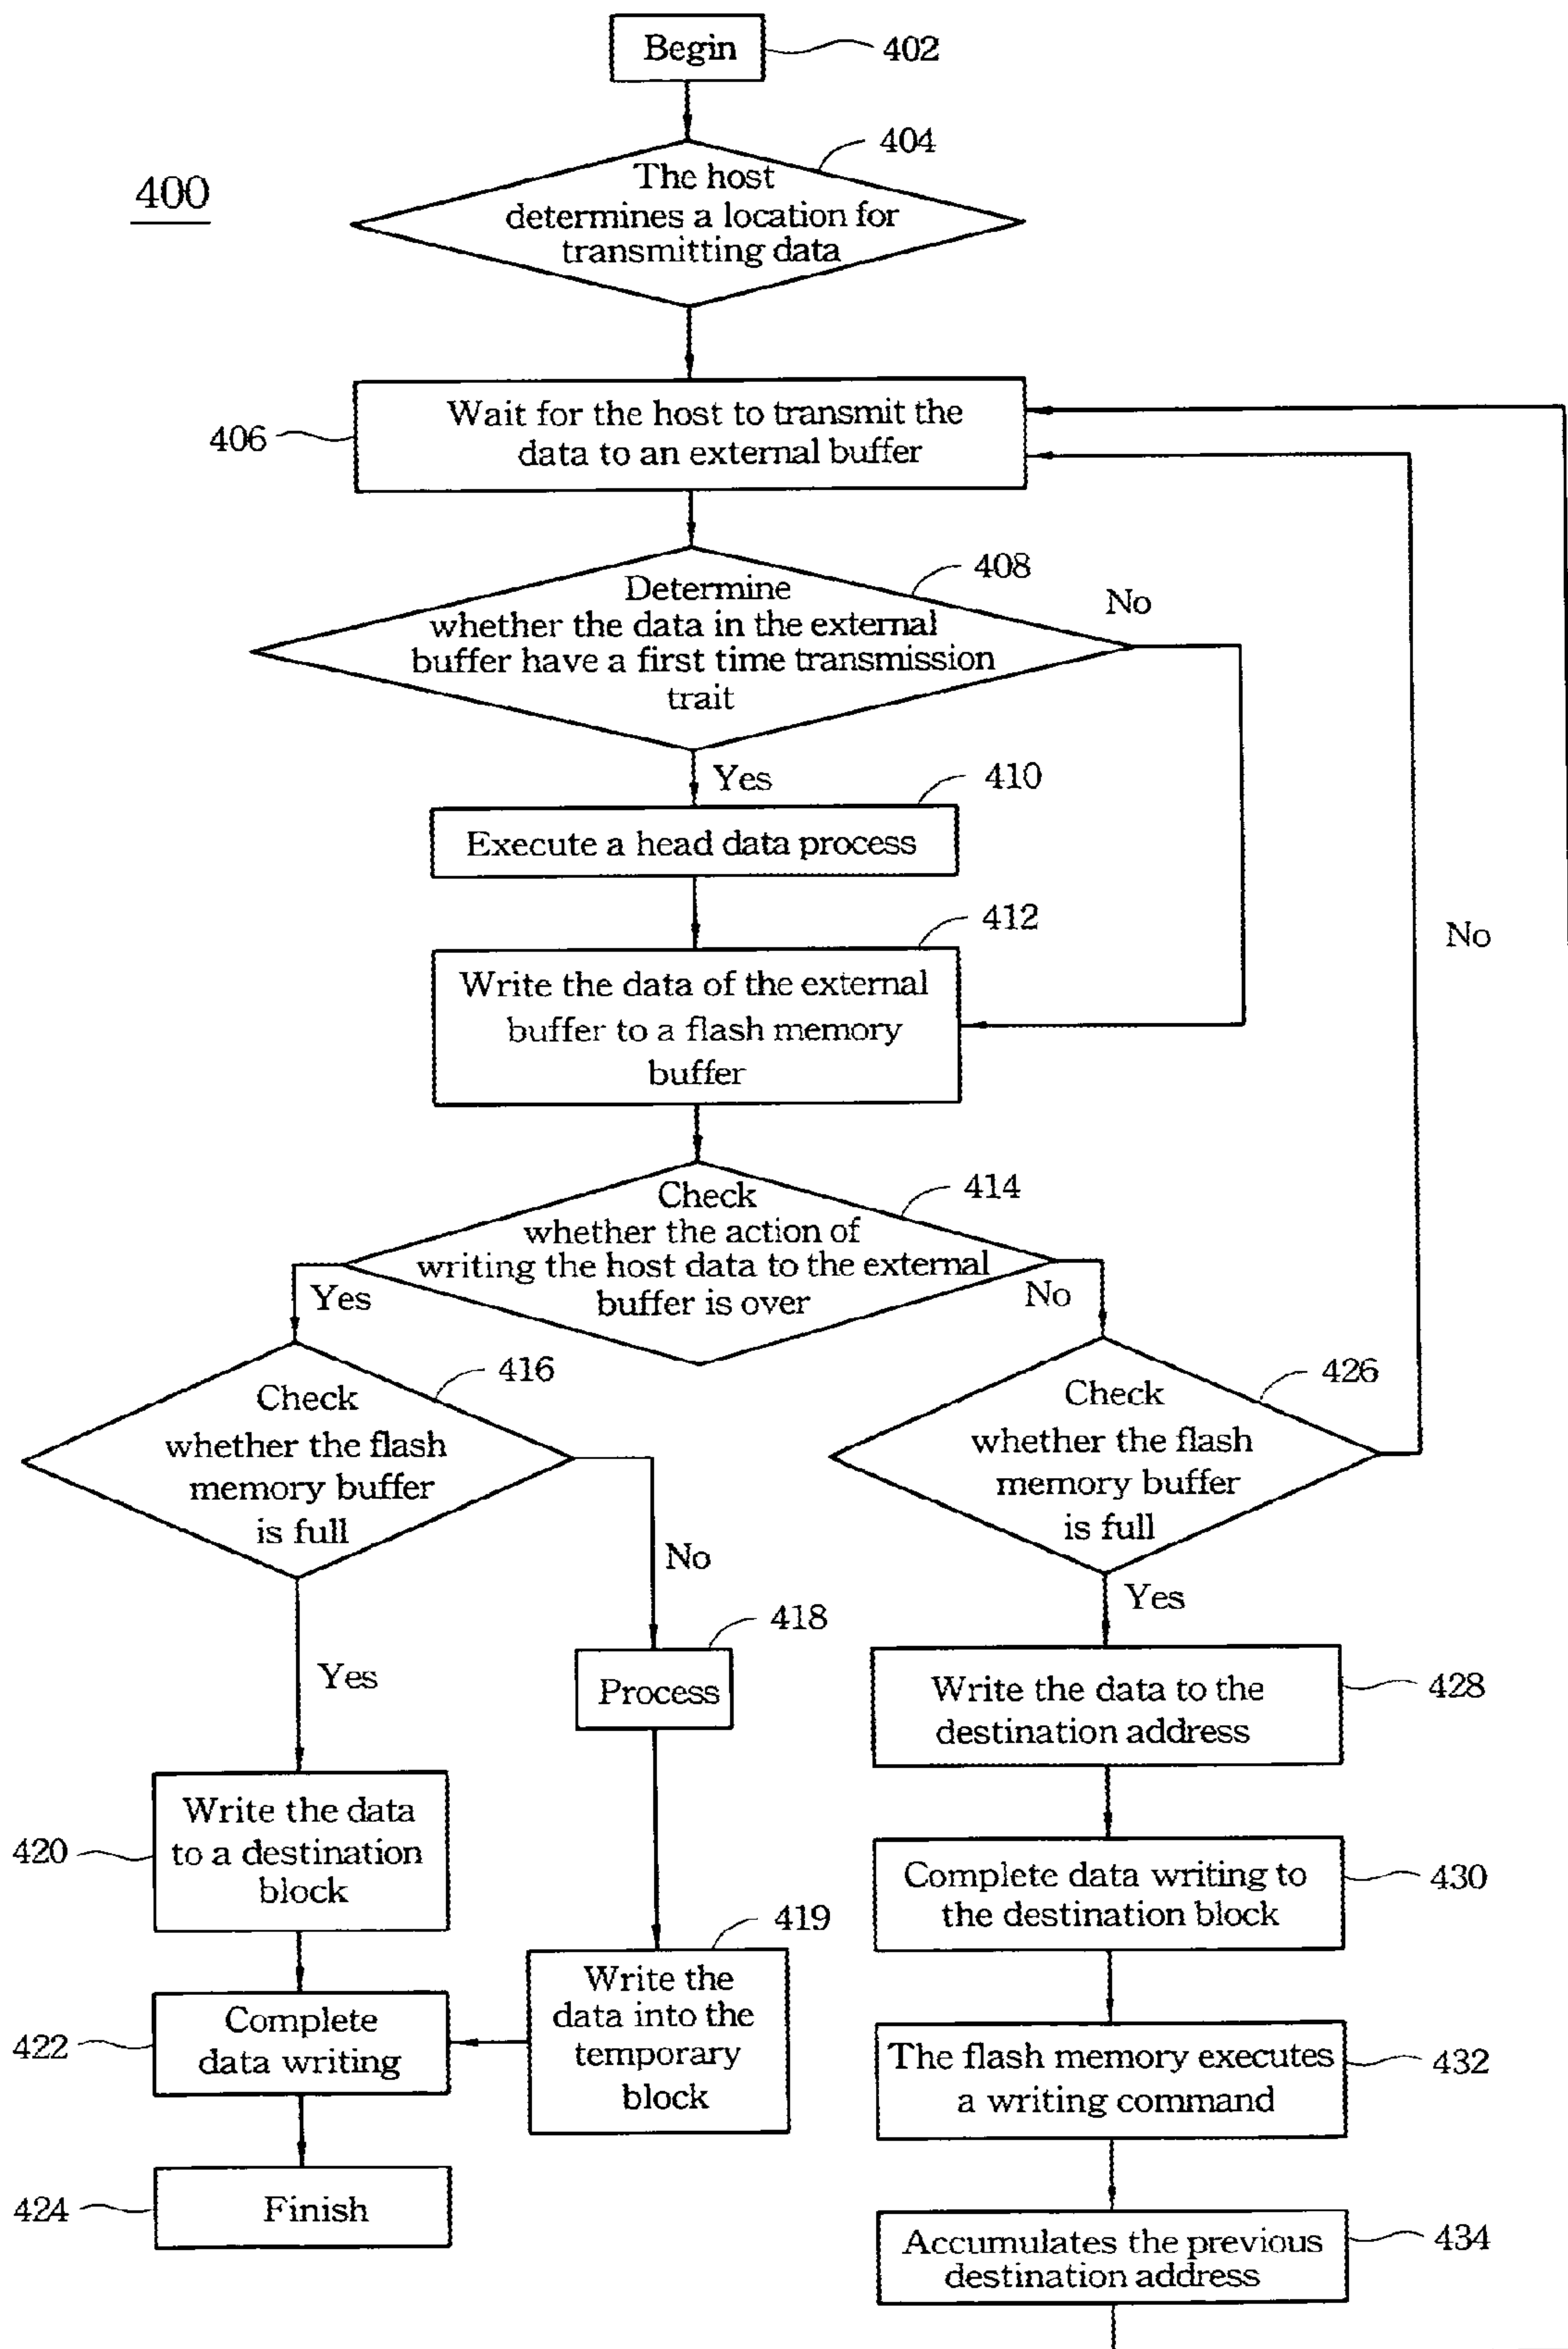 Begin
402
404
400
The host
determines a location for
transmitting data
Wait for the host to transmit the
data to an external buffer
406
408
Determine
whether the data in the external
buffer have a first time transmission
trait
No
Yes
410
Execute a head data process
412
No
Write the data of the external
buffer to a flash memory
buffer
414
Check
whether the action of
writing the host data to the external
buffer is over
Yes
No
416
Check
whether the flash
memory buffer
is full
426
Check
whether the flash
memory buffer
is full
No
Yes
418
Process
Yes
428
Write the data to the
destination address
420
Write the data
to a destination
block
430
Complete data writing to
the destination block
419
Write the
data into the
temporary
block
422
Complete
data writing
432
The flash memory executes
a writing command
424
Finish
434
Accumulates the previous
destination address